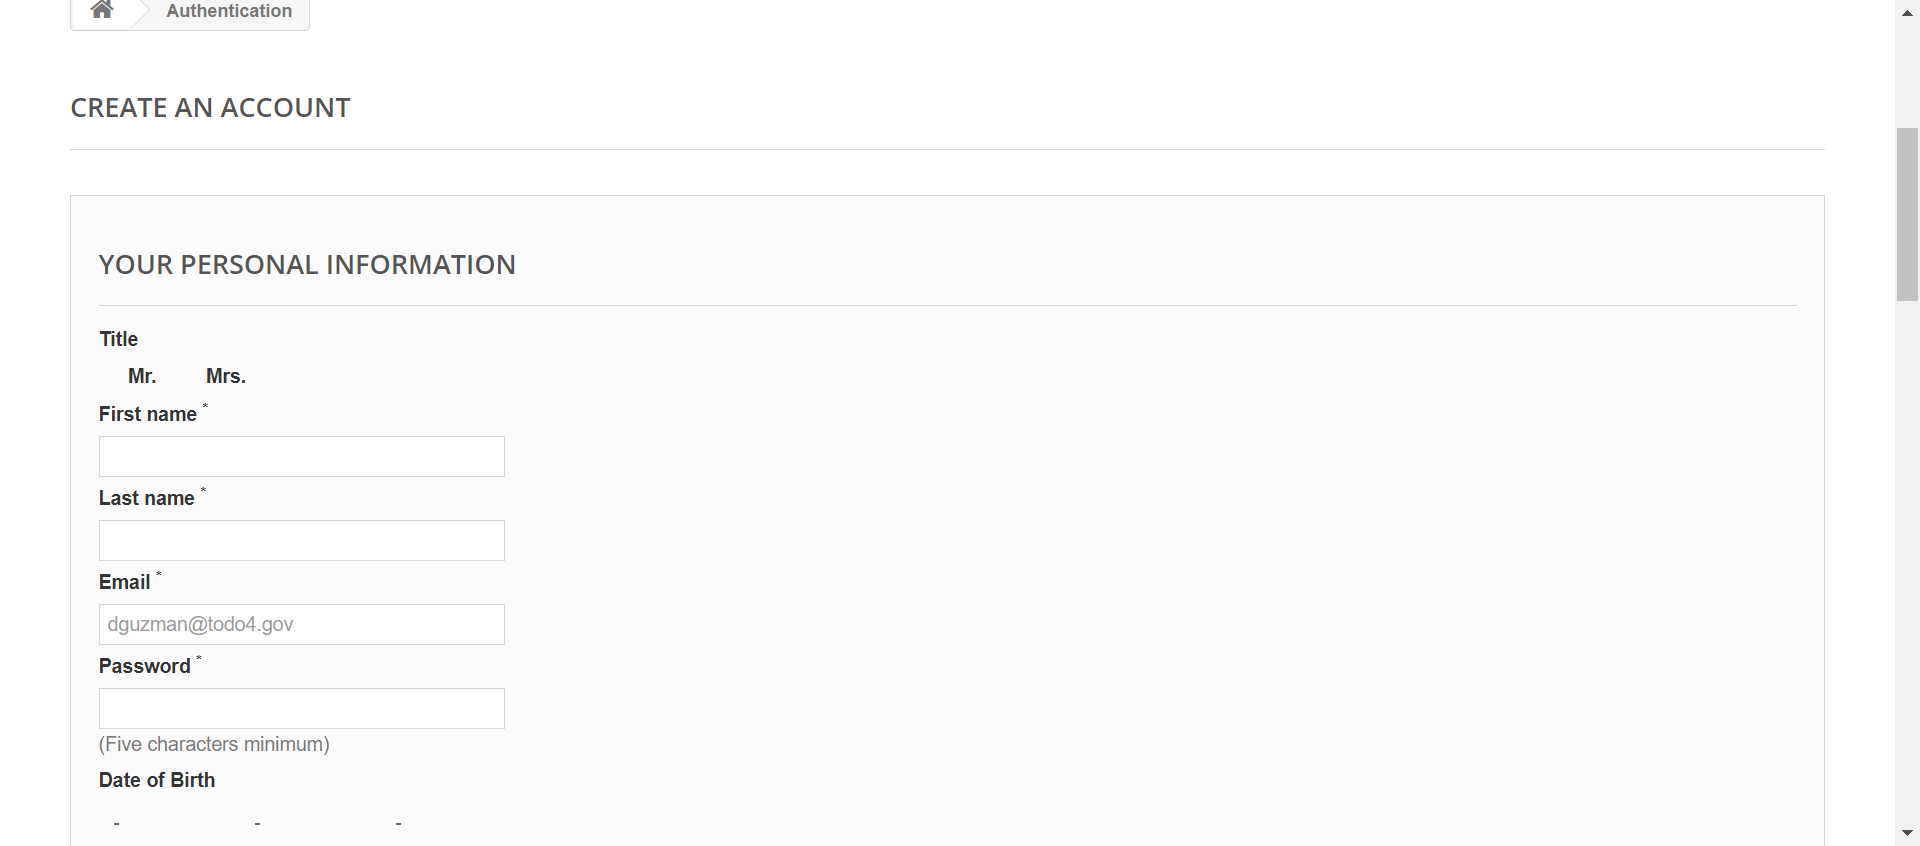 Authentication
CREATE AN ACCOUNT
YOUR PERSONAL INFORMATION
Title
Mr. Mrs.
First name *
Last name *
Email *
dguzman@todo4.gov
Password *
(Five characters minimum)
Date of Birth
- - -